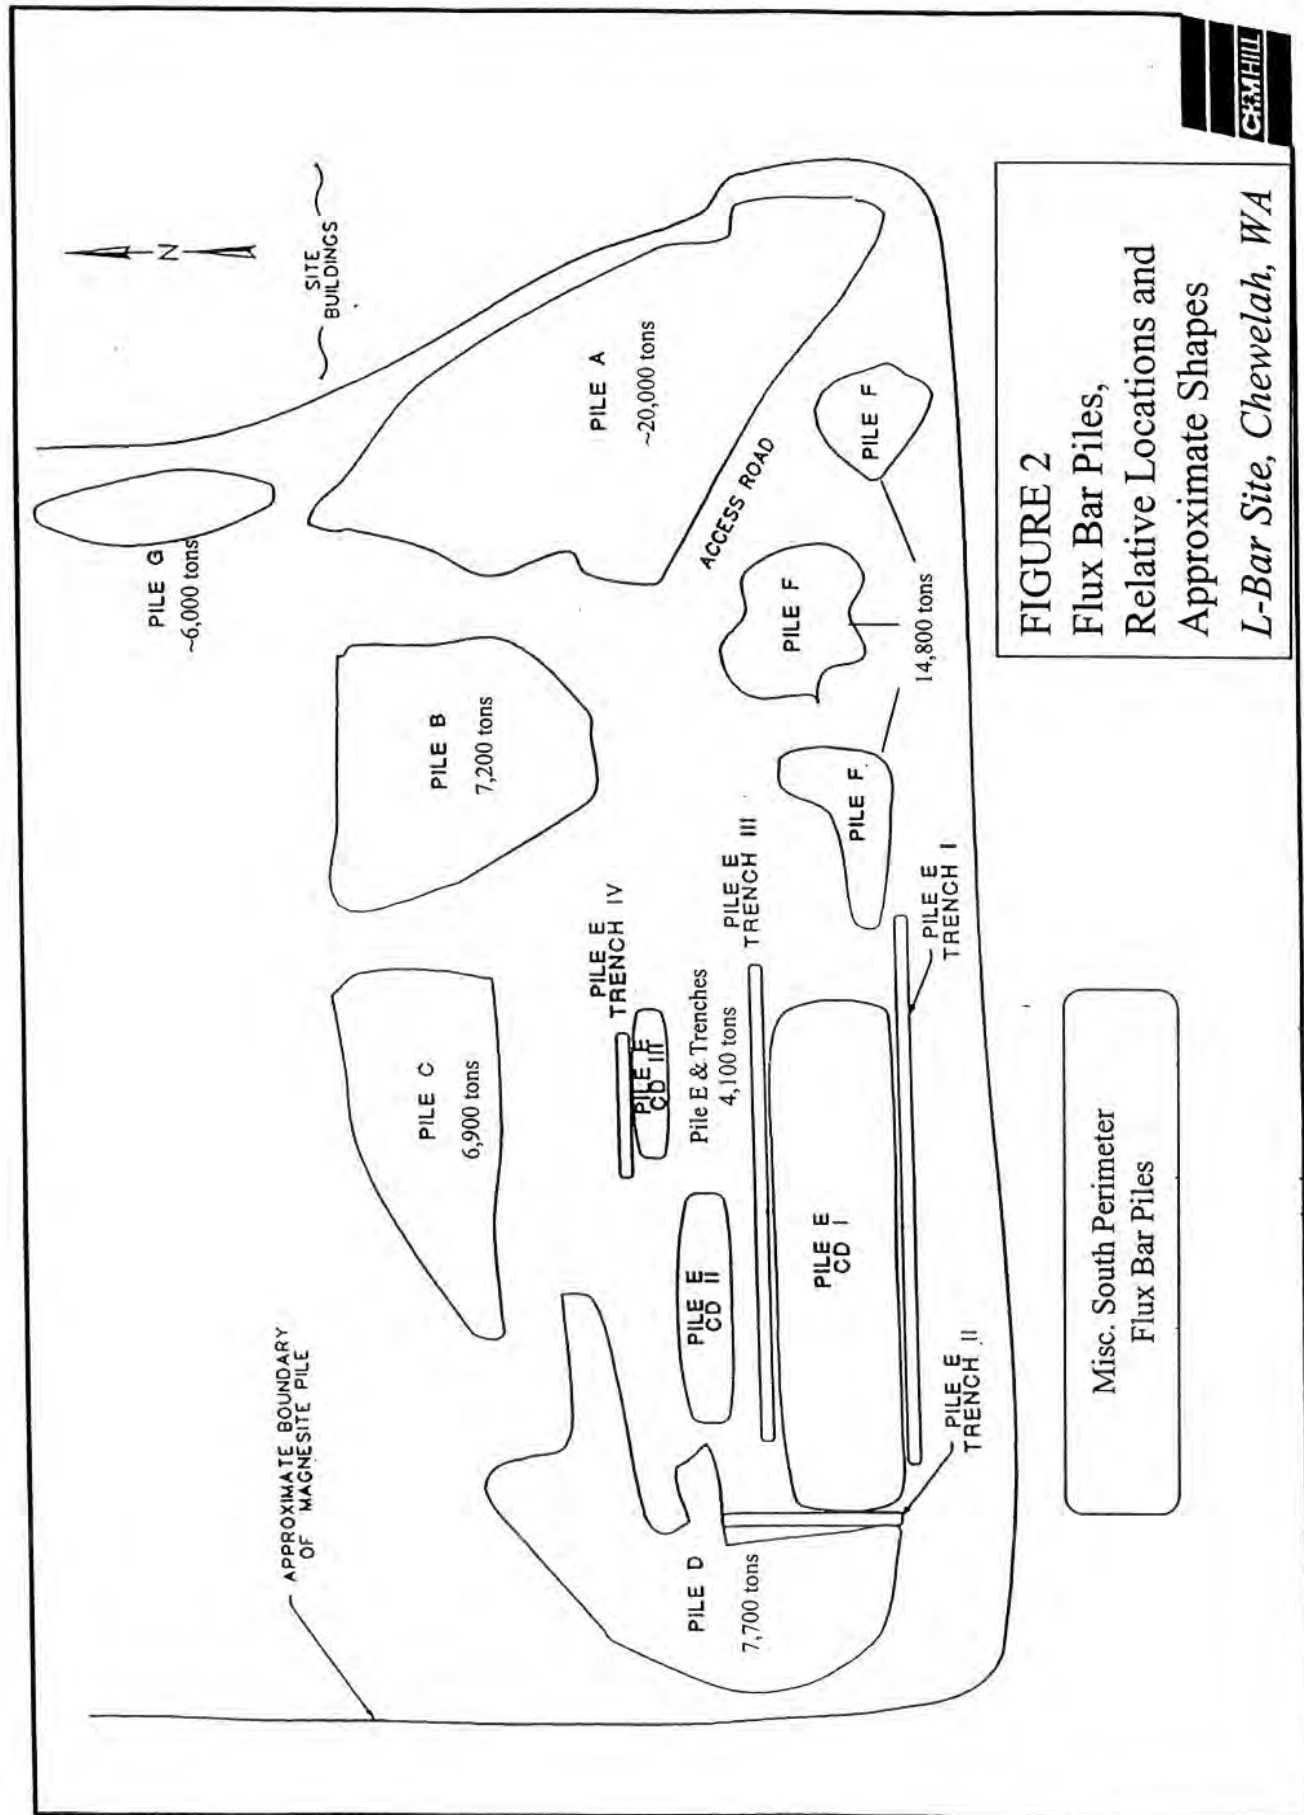 APPROXIMATE BOUNDARY
OF MAGNESITE PILE
PILE G
~6,000 tons
N
SITE
BUILDINGS
PILE C
6,900 tons
PILE B
7,200 tons
PILE A
~20,000 tons
PILE E
TRENCH IV
PILE E
CD III
Pile E & Trenches
4,100 tons
PILE E
CD II
PILE D
7,700 tons
PILE E
TRENCH III
ACCESS ROAD
PILE E
CD I
PILE F
PILE F
PILE F
14,800 tons
PILE E
TRENCH I
PILE E
TRENCH II
Misc. South Perimeter
Flux Bar Piles
FIGURE 2
Flux Bar Piles,
Relative Locations and
Approximate Shapes
L-Bar Site, Chewelah, WA
CH2MHILL